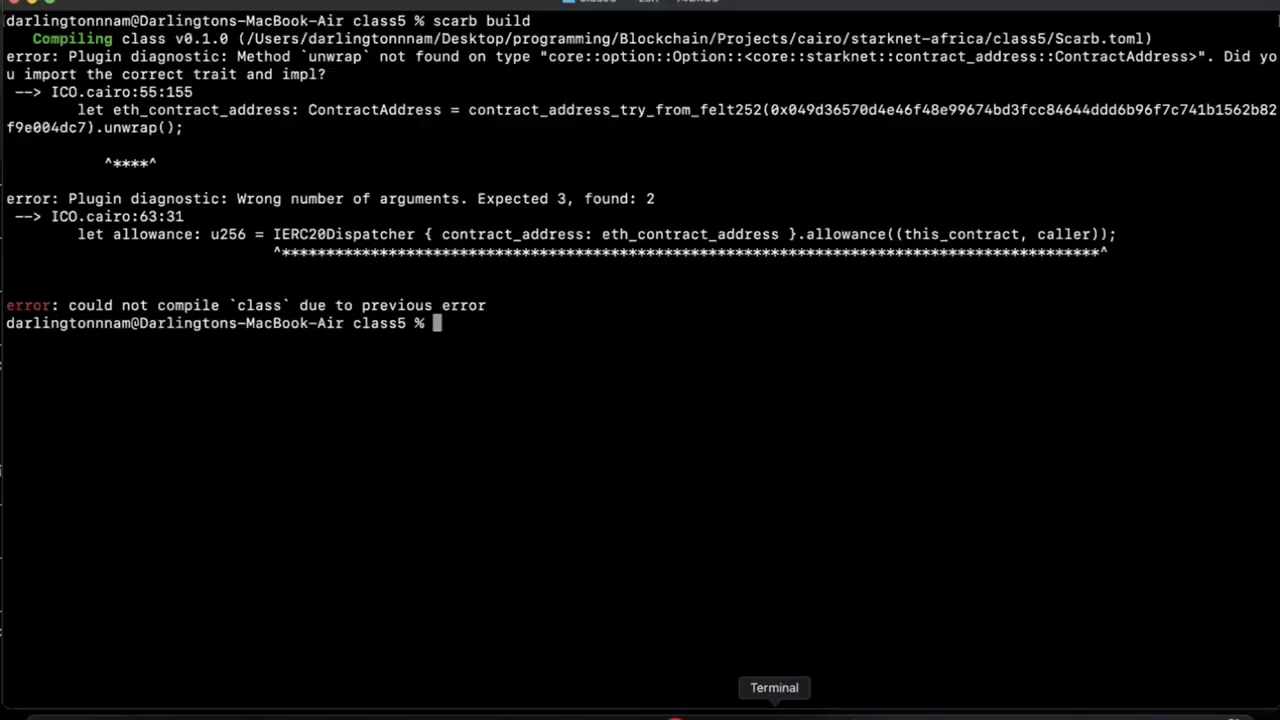 darlingtonnnam@Darlingtons-MacBook-Air class5 % scarb build
Compiling class v0.1.0 (/Users/darlingtonnnam/Desktop/programming/Blockchain/Projects/cairo/starknet-africa/class5/Scarb.toml)
error: Plugin diagnostic: Method `unwrap` not found on type "core::option::Option::<core::starknet::contract_address::ContractAddress>". Did yo
u import the correct trait and impl?
--> ICO.cairo:55:155
let eth_contract_address: ContractAddress = contract_address_try_from_felt252(0x049d36570d4e46f48e99674bd3fcc84644ddd6b96f7c741b1562b82
f9e004dc7).unwrap();
^****^
error: Plugin diagnostic: Wrong number of arguments. Expected 3, found: 2
--> ICO.cairo:63:31
let allowance: u256 = IERC20Dispatcher { contract_address: eth_contract_address }.allowance((this_contract, caller));
^*********************************************************************************************^
error: could not compile `class` due to previous error
darlingtonnnam@Darlingtons-MacBook-Air class5 %
Terminal